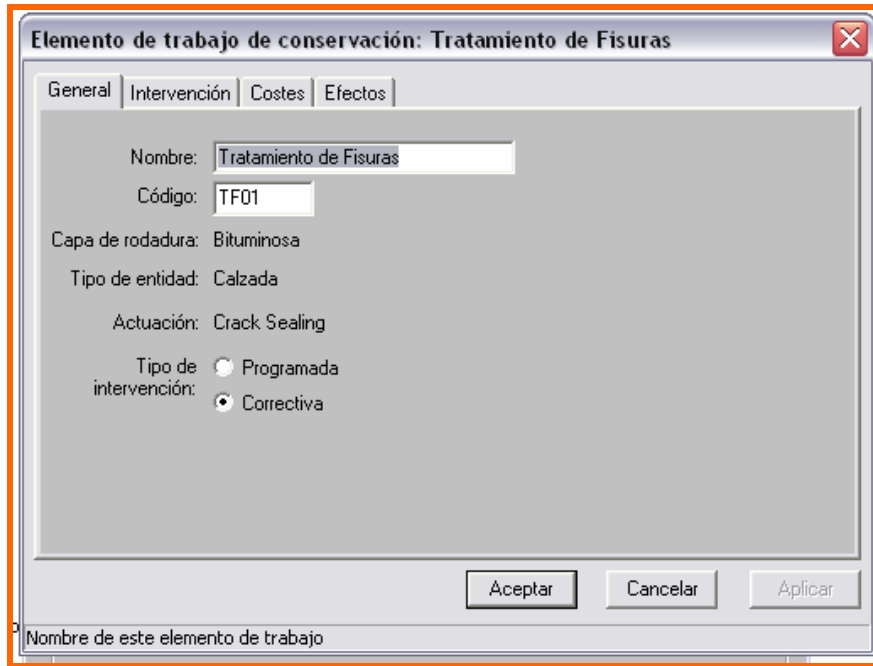 Elemento de trabajo de conservación: Tratamiento de Fisuras
General Intervención Costes Efectos
Nombre: Tratamiento de Fisuras
Código: TF01
Capa de rodadura: Bituminosa
Tipo de entidad: Calzada
Actuación: Crack Sealing
Tipo de intervención:
Programada
Correctiva
Aceptar Cancelar Aplicar
Nombre de este elemento de trabajo